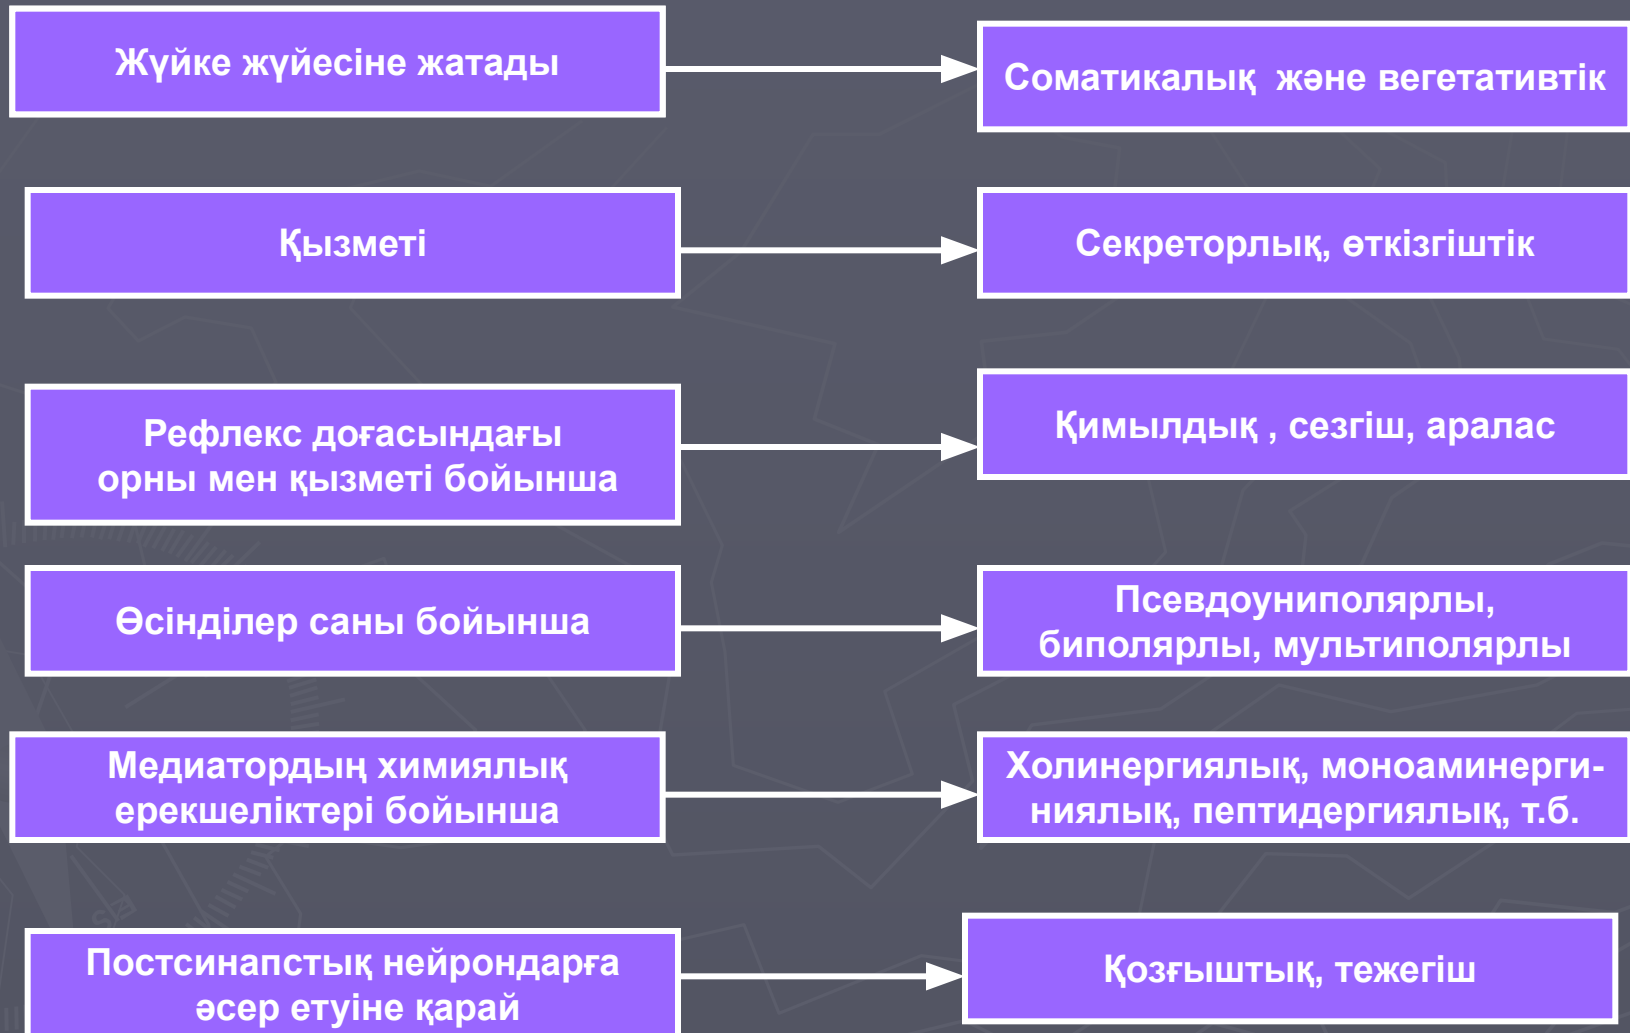 Жүйке жүйесіне жатады
Соматикалық және вегетативтік
Қызметі
Секреторлық, өткізгіштік
Рефлекс доғасындағы
орны мен қызметі бойынша
Қимылдық , сезгіш, аралас
Өсінділер саны бойынша
Псевдоуниполярлы,
биполярлы, мультиполярлы
Медиатордың химиялық
ерекшеліктері бойынша
Холинергиялық, моноаминерги-
ниялық, пептидергиялық, т.б.
Постсинапстық нейрондарға
әсер етуіне қарай
Қозғыштық, тежегіш